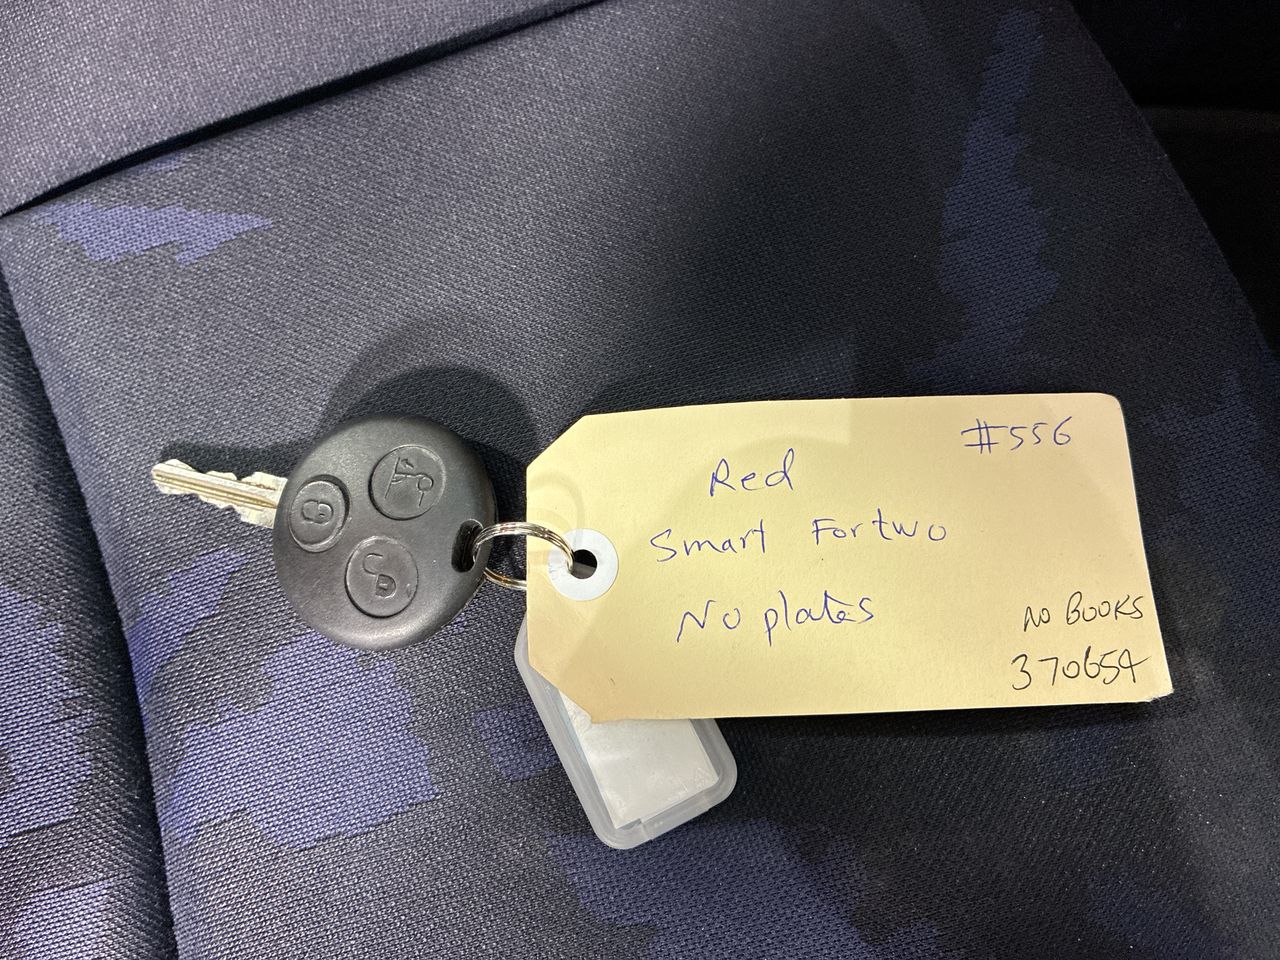 #556
Red
Smart Fortwo
No plates
NO BOOKS
370654